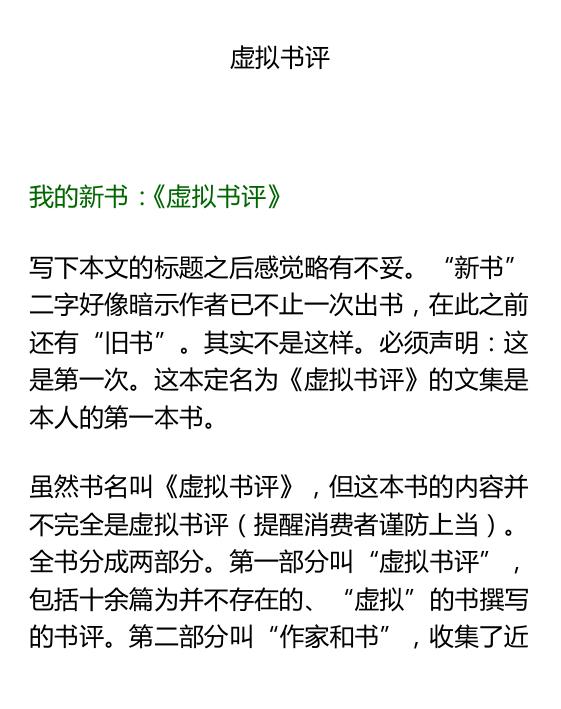 虚拟书评
我的新书：《虚拟书评》
写下本文的标题之后感觉略有不妥。“新书”
二字好像暗示作者已不止一次出书，在此之前
还有“旧书”。其实不是这样。必须声明：这
是第一次。这本定名为《虚拟书评》的文集是
本人的第一本书。
虽然书名叫《虚拟书评》，但这本书的内容并
不完全是虚拟书评（提醒消费者谨防上当）。
全书分成两部分。第一部分叫“虚拟书评”，
包括十余篇为并不存在的、“虚拟”的书撰写
的书评。第二部分叫“作家和书”，收集了近